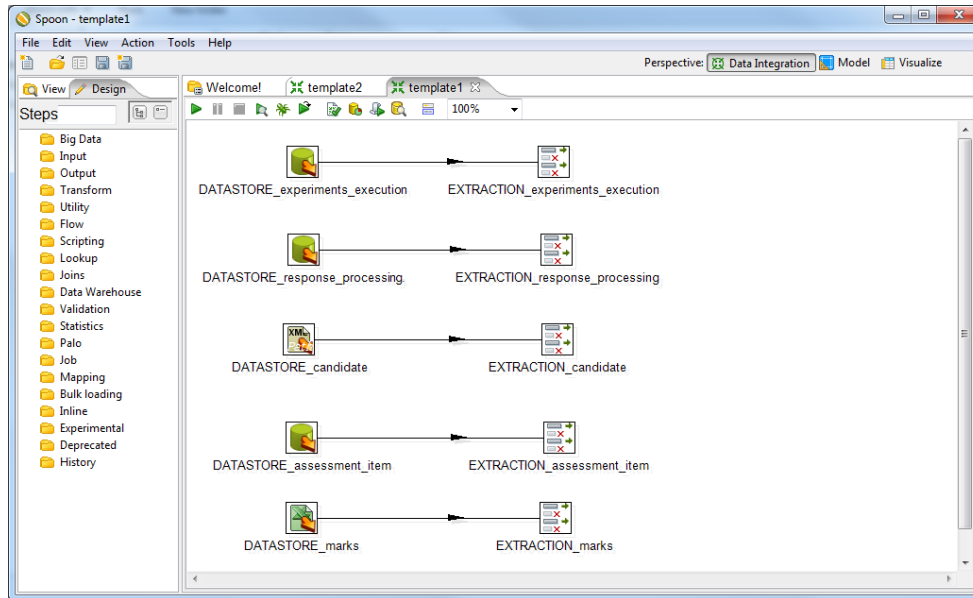 Spoon - template1
File Edit View Action Tools Help
Perspective: Data Integration Model Visualize
View Design
Welcome! template2 template1
Steps
100%
Big Data
Input
Output
Transform
Utility
Flow
Scripting
Lookup
Joins
Data Warehouse
Validation
Statistics
Palo
Job
Mapping
Bulk loading
Inline
Experimental
Deprecated
History
DATASTORE_experiments_execution EXTRACTION_experiments_execution
DATASTORE_response_processing. EXTRACTION_response_processing
XML
DATASTORE_candidate EXTRACTION_candidate
DATASTORE_assessment_item EXTRACTION_assessment_item
DATASTORE_marks EXTRACTION_marks